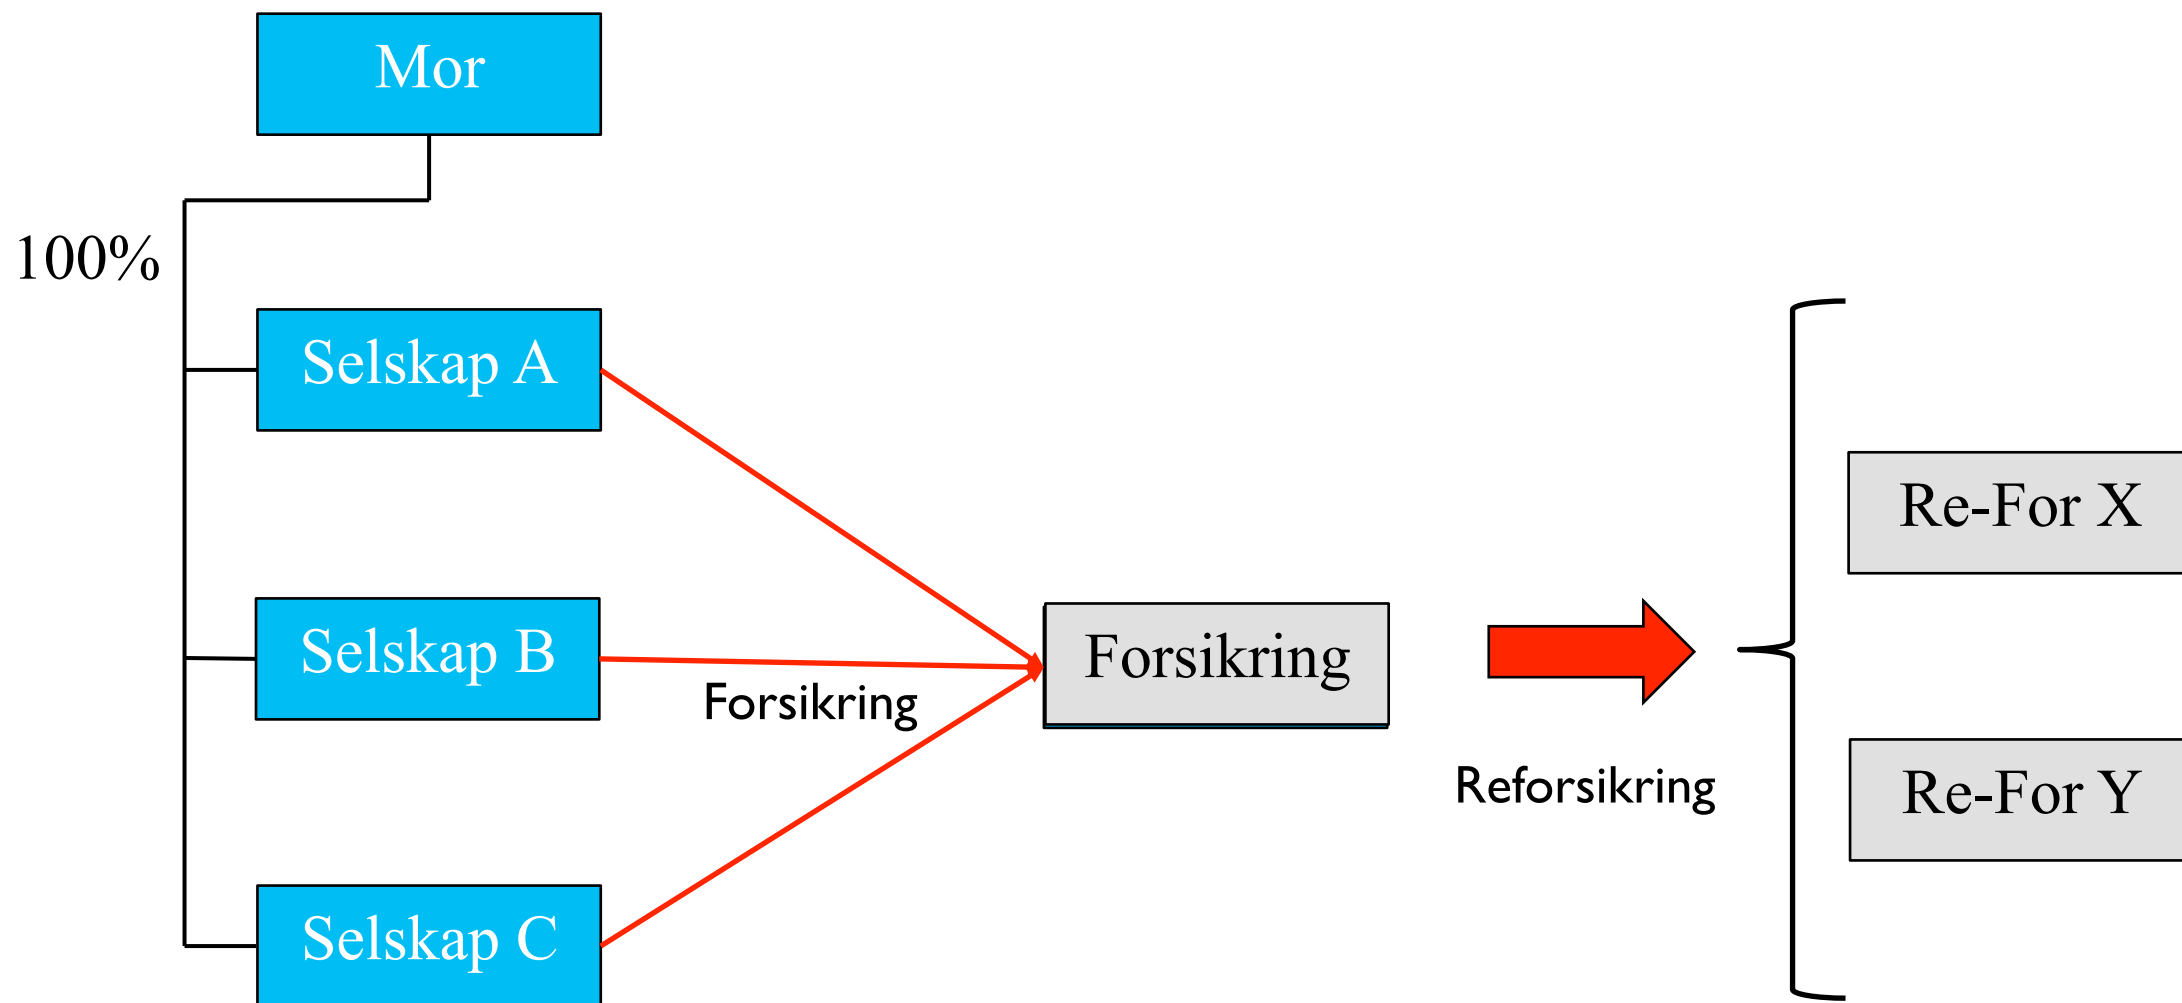 Mor
100%
Selskap A
Re-For X
Selskap B
Forsikring
Forsikring
Reforsikring
Re-For Y
Selskap C